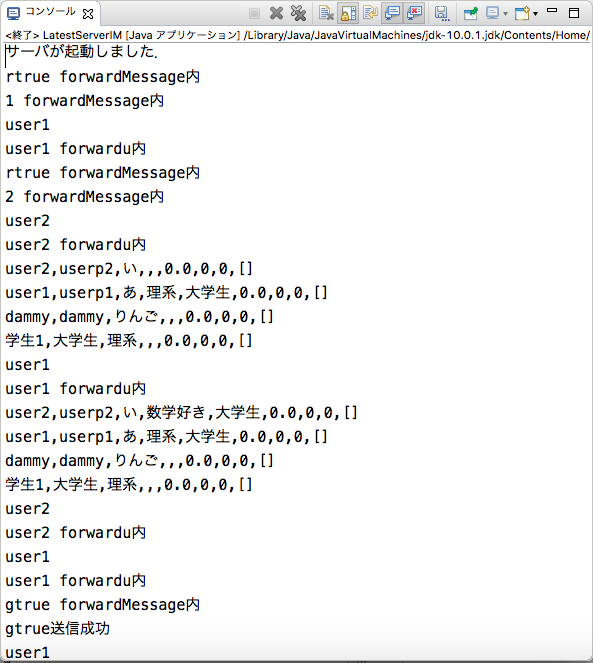 コンソール
<終了> LatestServerIM [Java アプリケーション] /Library/Java/JavaVirtualMachines/jdk-10.0.1.jdk/Contents/Home/
サーバが起動しました.
rtrue forwardMessage内
1 forwardMessage内
user1
user1 forwardu内
rtrue forwardMessage内
2 forwardMessage内
user2
user2 forwardu内
user2,userp2,い,,,0.0,0,0,[]
user1,userp1,あ,理系,大学生,0.0,0,0,[]
dammy,dammy,りんご,,,0.0,0,0,[]
学生1,大学生,理系,,,0.0,0,0,[]
user1
user1 forwardu内
user2,userp2,い,数学好き,大学生,0.0,0,0,[]
user1,userp1,あ,理系,大学生,0.0,0,0,[]
dammy,dammy,りんご,,,0.0,0,0,[]
学生1,大学生,理系,,,0.0,0,0,[]
user2
user2 forwardu内
user1
user1 forwardu内
gtrue forwardMessage内
gtrue送信成功
user1